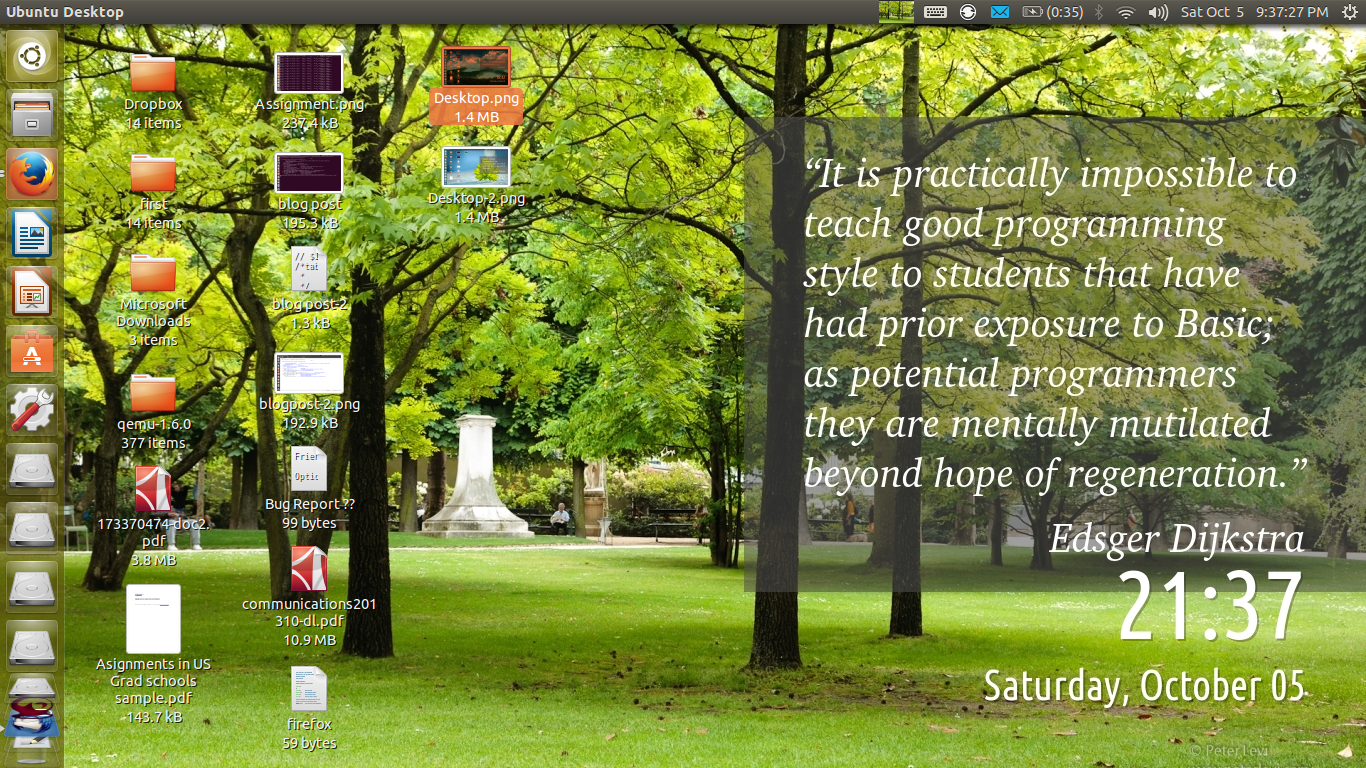 Ubuntu Desktop
(0:35)
Sat Oct 5
9:37:27 PM
Dropbox
14 items
first
14 items
Microsoft
Downloads
3 items
qemu-1.6.0
377 items
173370474-doc2.
pdf
3.8 MB
Asignments in US
Grad schools
sample.pdf
143.7 kB
Assignment.png
237.4 kB
blog post
195.3 kB
// $]
/*tat
*
*/
blog post-2
1.3 kB
blogpost-2.png
192.9 kB
Frier
Optic
Bug Report ??
99 bytes
communications201
310-dl.pdf
10.9 MB
firefox
59 bytes
Desktop.png
1.4 MB
Desktop-2.png
1.4 MB
“It is practically impossible to
teach good programming
style to students that have
had prior exposure to Basic;
as potential programmers
they are mentally mutilated
beyond hope of regeneration.”
Edsger Dijkstra
21:37
Saturday, October 05
© Peter Levi